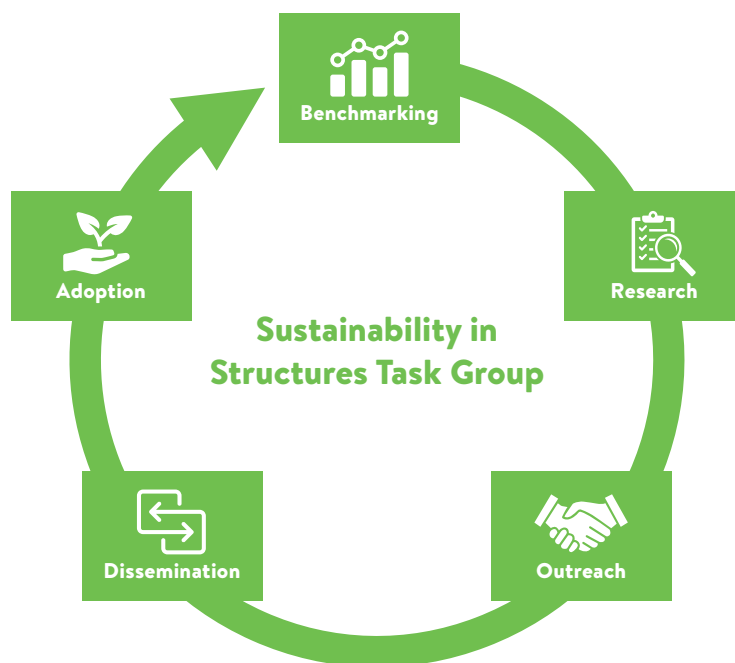 Benchmarking
Adoption
Research
Sustainability in
Structures Task Group
Dissemination
Outreach